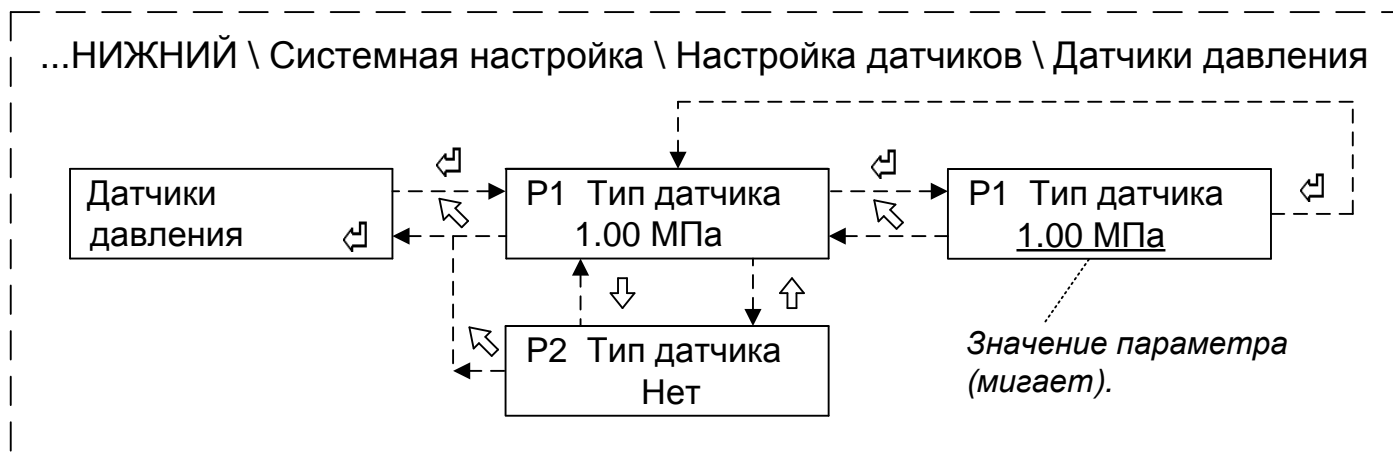 ...НИЖНИЙ \ Системная настройка \ Настройка датчиков \ Датчики давления
Датчики
давления
P1 Тип датчика
1.00 МПа
P1 Тип датчика
1.00 МПа
P2 Тип датчика
Нет
Значение параметра
(мигает).